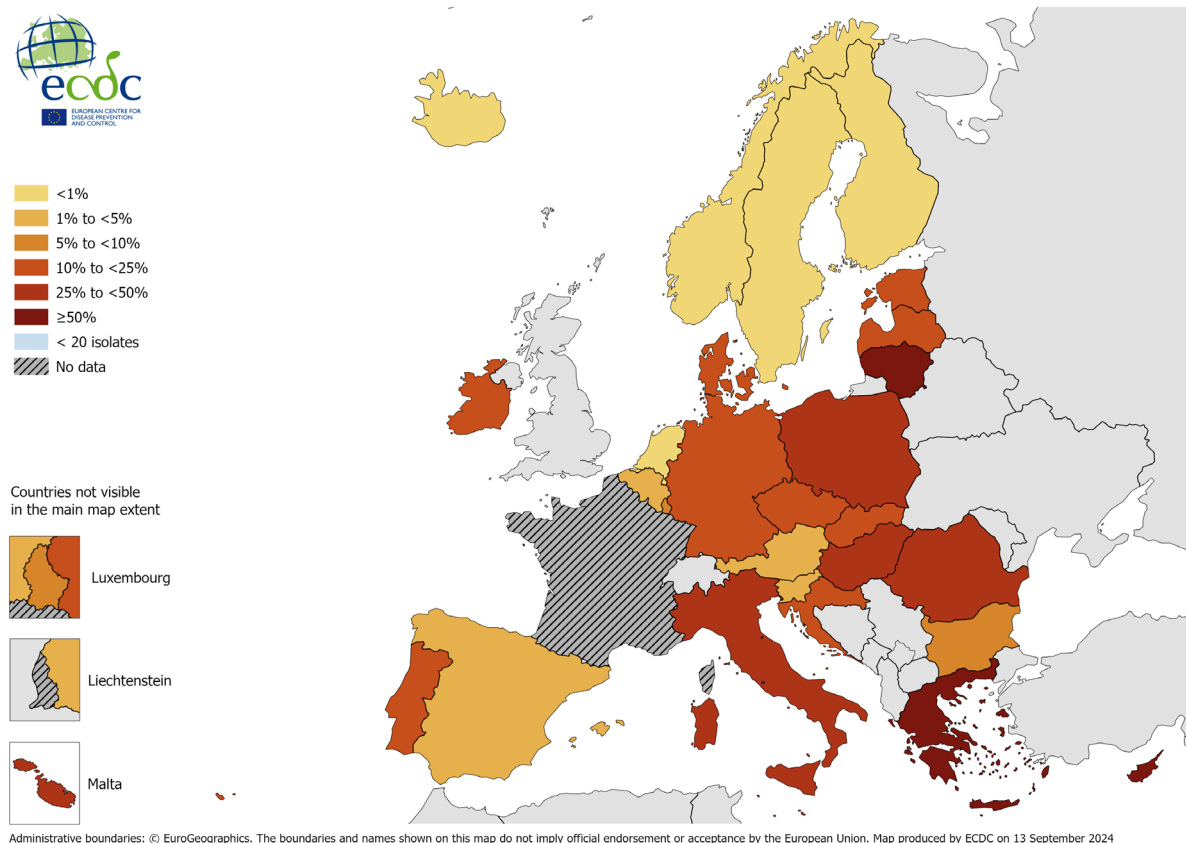 ecdc
EUROPEAN CENTRE FOR
DISEASE PREVENTION
AND CONTROL
<1%
1% to <5%
5% to <10%
10% to <25%
25% to <50%
≥50%
< 20 isolates
No data
Countries not visible
in the main map extent
Luxembourg
Liechtenstein
Malta
Administrative boundaries: © EuroGeographics. The boundaries and names shown on this map do not imply official endorsement or acceptance by the European Union. Map produced by ECDC on 13 September 2024